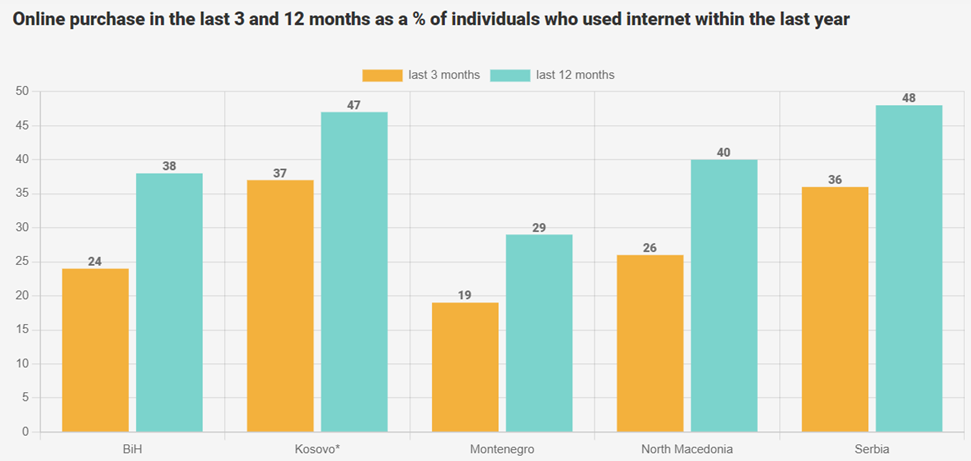 Online purchase in the last 3 and 12 months as a % of individuals who used internet within the last year
last 3 months last 12 months
50
45
40
35
30
25
20
15
10
5
0
24 38 37 47 19 29 26 40 36 48
BiH Kosovo* Montenegro North Macedonia Serbia